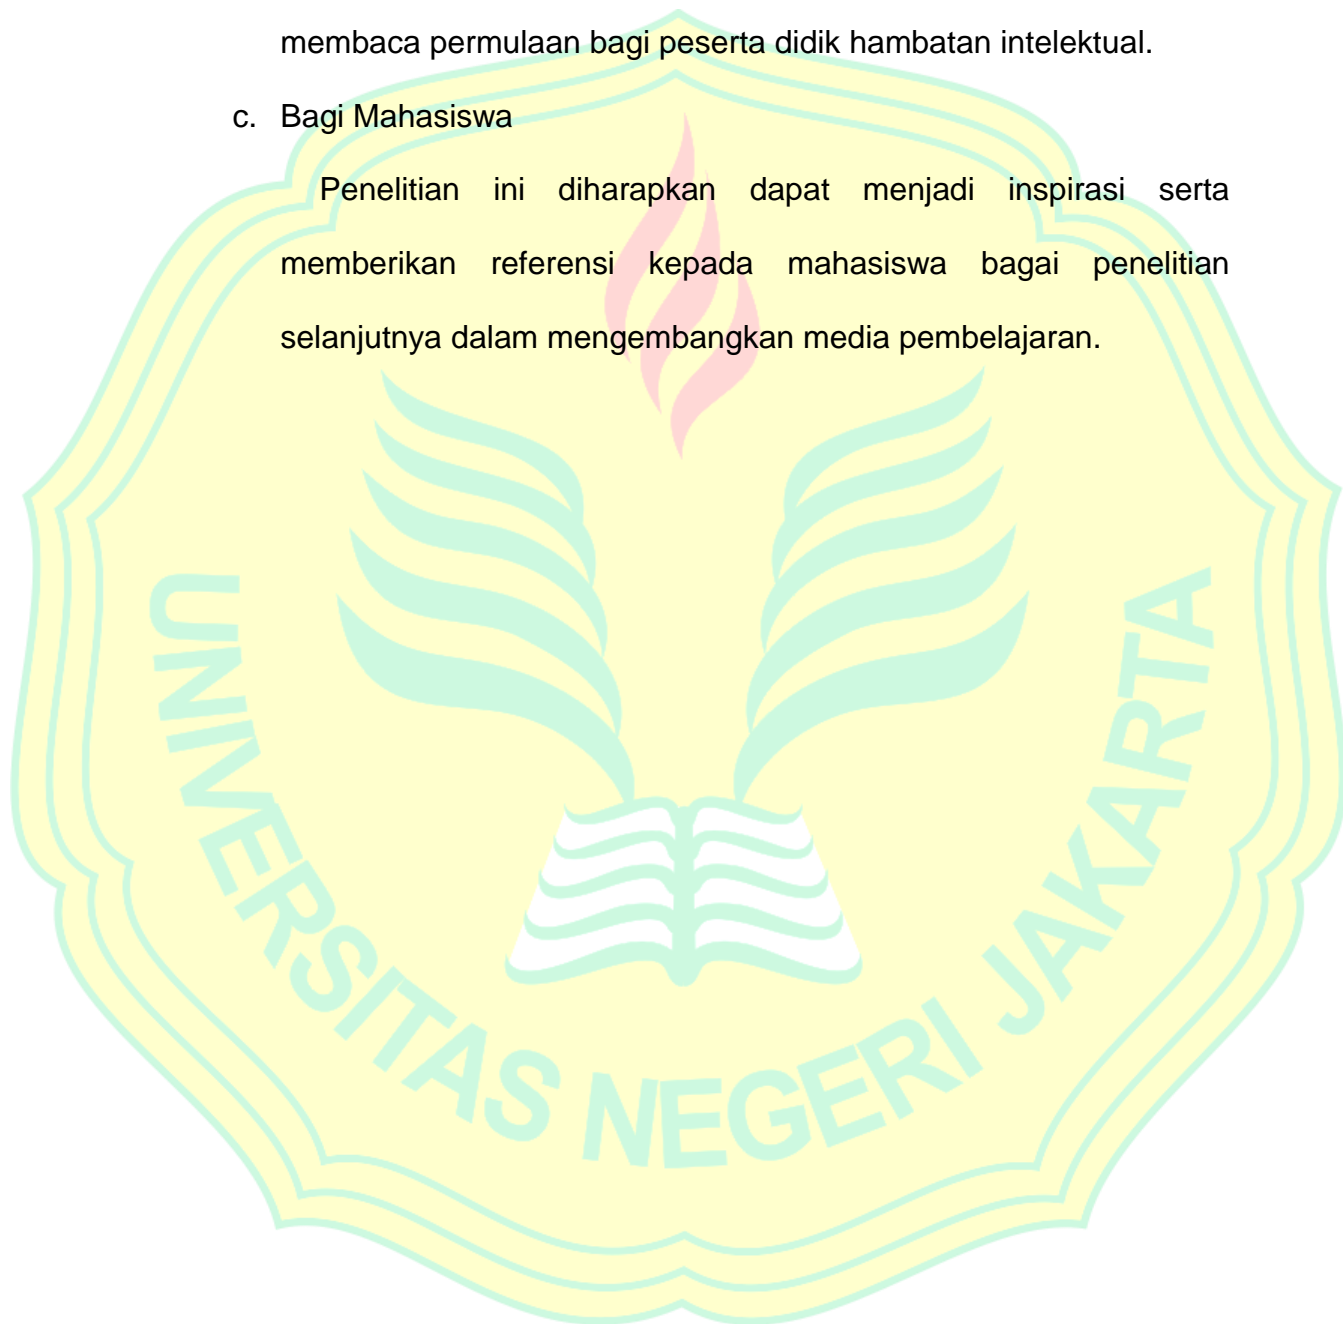 membaca permulaan bagi peserta didik hambatan intelektual.
c. Bagi Mahasiswa
Penelitian ini diharapkan dapat menjadi inspirasi serta
memberikan referensi kepada mahasiswa bagai penelitian
selanjutnya dalam mengembangkan media pembelajaran.
UNIVERSITAS NEGERI JAKARTA